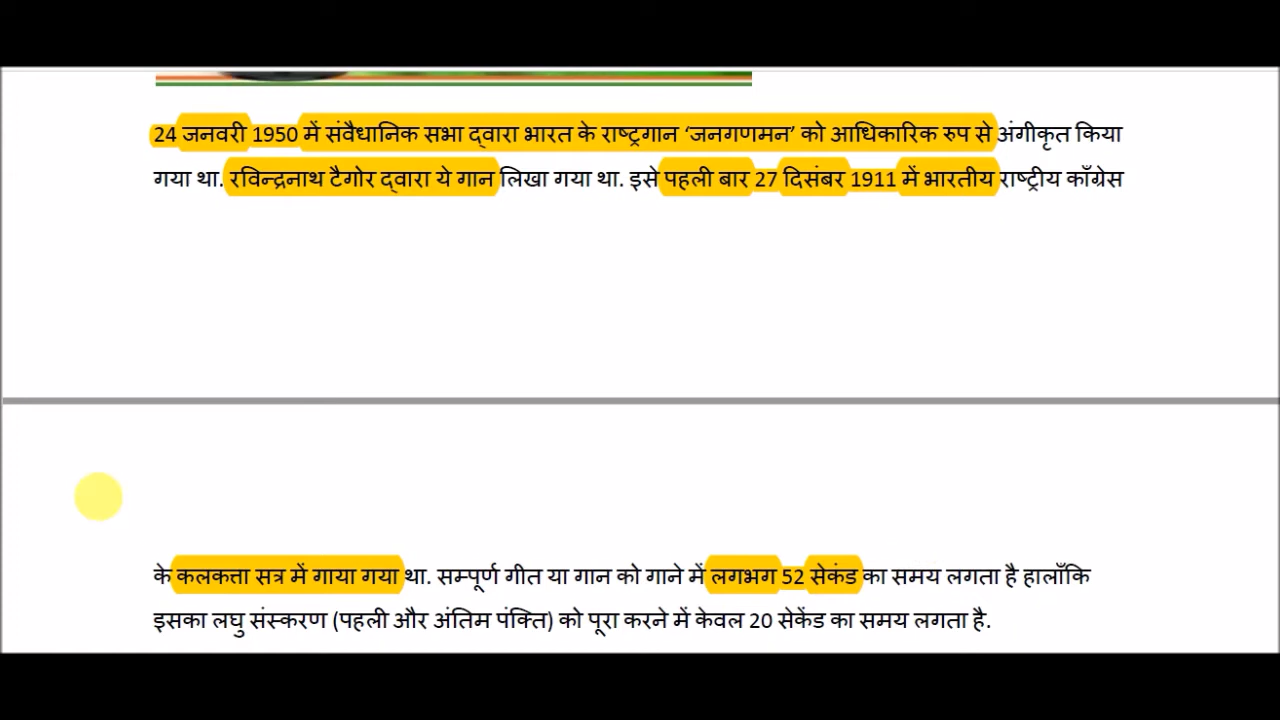 24 जनवरी 1950 में संवैधानिक सभा द्वारा भारत के राष्ट्रगान ‘जनगणमन’ को आधिकारिक रुप से अंगीकृत किया
गया था. रविन्द्रनाथ टैगोर द्वारा ये गान लिखा गया था. इसे पहली बार 27 दिसंबर 1911 में भारतीय राष्ट्रीय काँग्रेस
के कलकत्ता सत्र में गाया गया था. सम्पूर्ण गीत या गान को गाने में लगभग 52 सेकंड का समय लगता है हालाँकि
इसका लघु संस्करण (पहली और अंतिम पंक्ति) को पूरा करने में केवल 20 सेकेंड का समय लगता है.